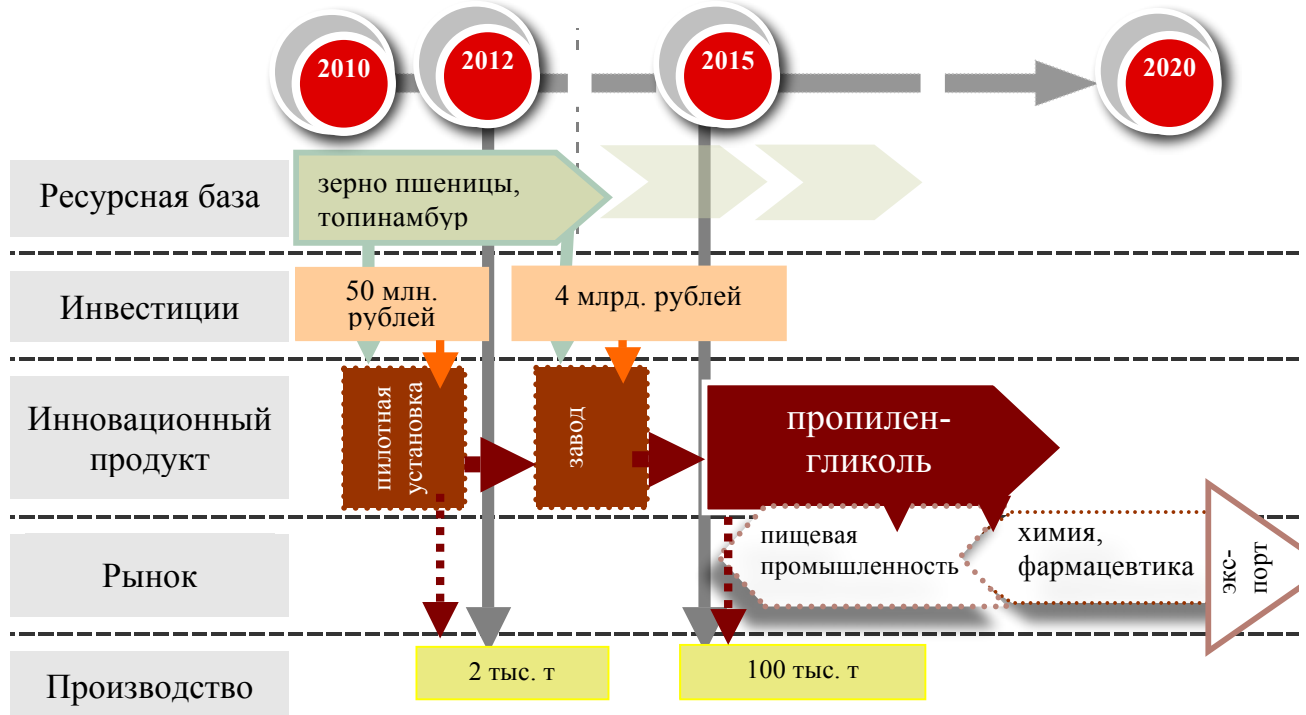 2010
2012
2015
2020
Ресурсная база
зерно пшеницы,
топинамбур
Инвестиции
50 млн.
рублей
4 млрд. рублей
Инновационный
продукт
пилотная
установка
завод
пропилен-
гликоль
Рынок
пищевая
промышленность
химия,
фармацевтика
экс-
порт
Производство
2 тыс. т
100 тыс. т